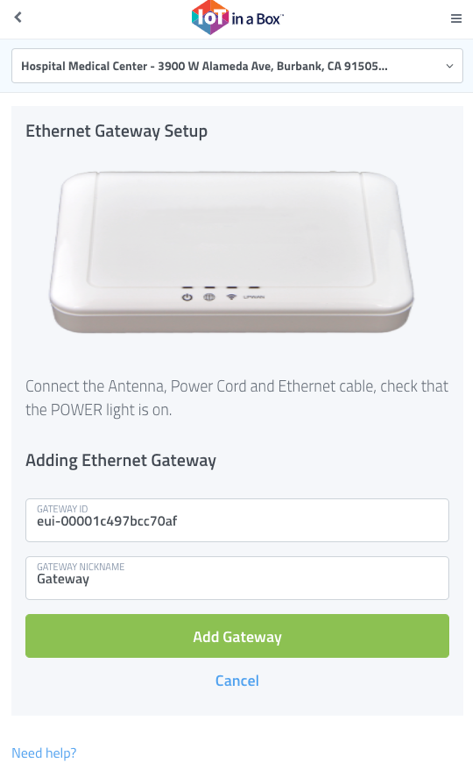 IoT in a Box™
Hospital Medical Center - 3900 W Alameda Ave, Burbank, CA 91505...
Ethernet Gateway Setup
LoRaWAN
Connect the Antenna, Power Cord and Ethernet cable, check that
the POWER light is on.
Adding Ethernet Gateway
GATEWAY ID
eui-00001c497bcc70af
GATEWAY NICKNAME
Gateway
Add Gateway
Cancel
Need help?